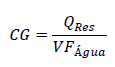 CG = Q_Res / VF_Água